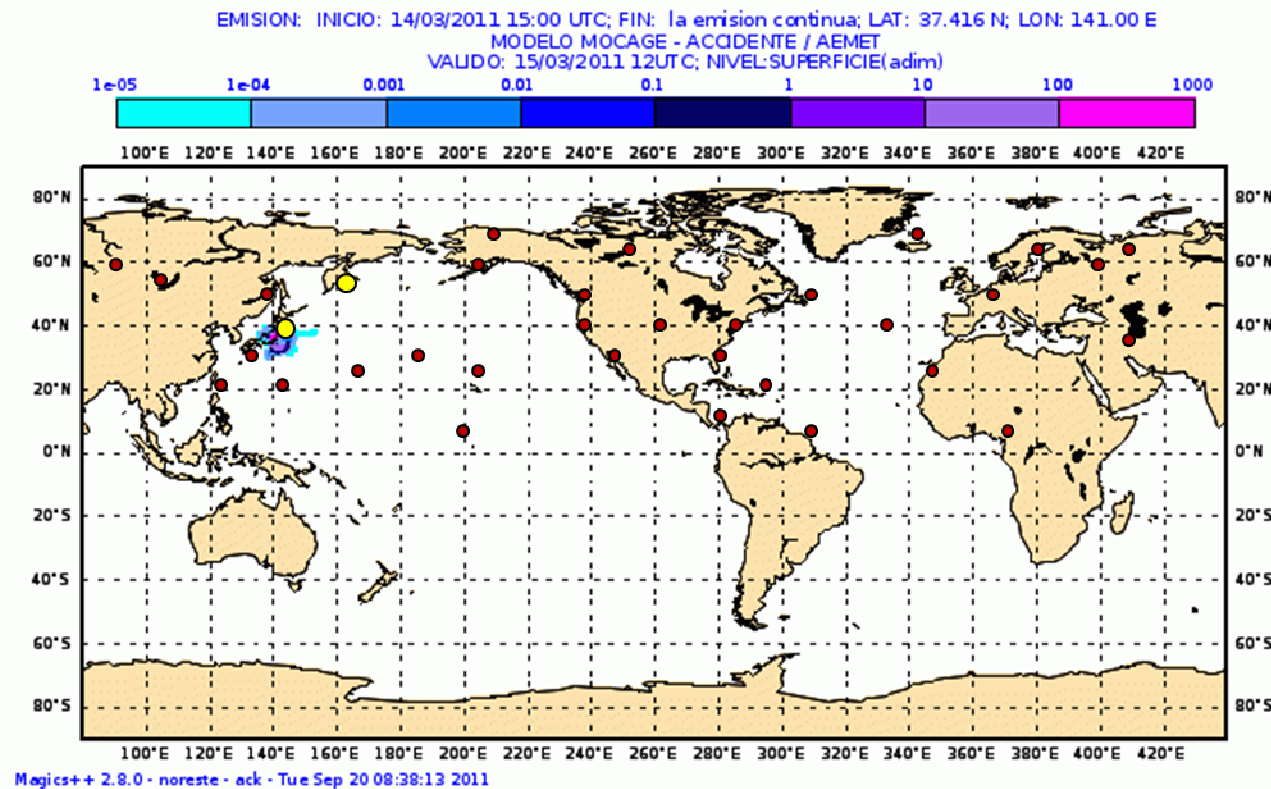 EMISION: INICIO: 14/03/2011 15:00 UTC; FIN: la emision continua; LAT: 37.416 N; LON: 141.00 E
MODELO MOCAGE - ACCIDENTE / AEMET
VALIDO: 15/03/2011 12UTC; NIVEL:SUPERFICIE(adim)
1e-05 1e-04 0.001 0.01 0.1 1 10 100 1000
100°E 120°E 140°E 160°E 180°E 200°E 220°E 240°E 260°E 280°E 300°E 320°E 340°E 360°E 380°E 400°E 420°E
80°N 80°N
60°N 60°N
40°N 40°N
20°N 20°N
0°N 0°N
20°S 20°S
40°S 40°S
60°S 60°S
80°S 80°S
100°E 120°E 140°E 160°E 180°E 200°E 220°E 240°E 260°E 280°E 300°E 320°E 340°E 360°E 380°E 400°E 420°E
Magics++ 2.8.0 - noreste - ack - Tue Sep 20 08:38:13 2011